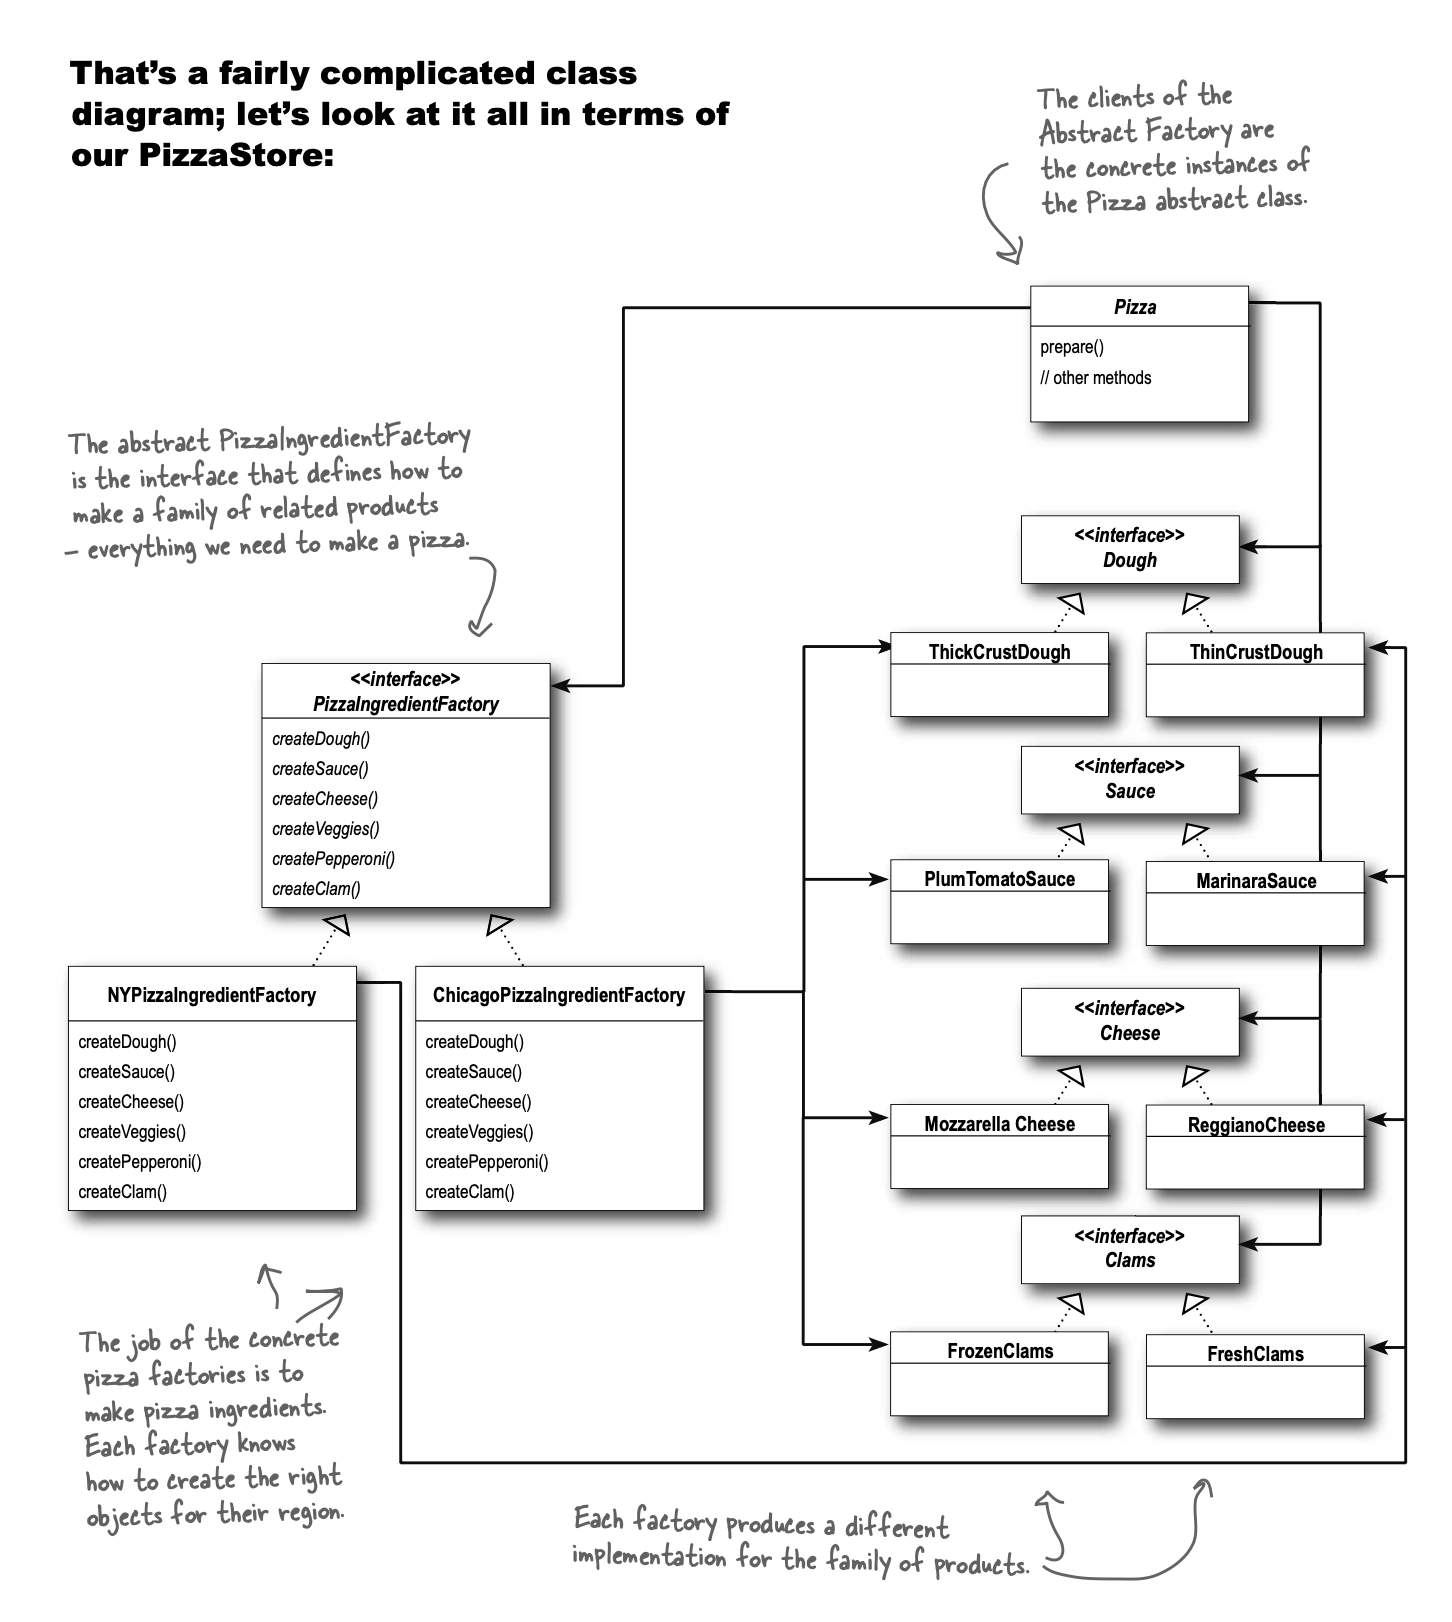 That's a fairly complicated class
diagram; let's look at it all in terms of
our PizzaStore:
The clients of the
Abstract Factory are
the concrete instances of
the Pizza abstract class.
Pizza
prepare()
// other methods
The abstract PizzaIngredientFactory
is the interface that defines how to
make a family of related products
– everything we need to make a pizza.
<<interface>>
PizzaIngredientFactory
createDough()
createSauce()
createCheese()
createVeggies()
createPepperoni()
createClam()
NYPizzaIngredientFactory
createDough()
createSauce()
createCheese()
createVeggies()
createPepperoni()
createClam()
ChicagoPizzaIngredientFactory
createDough()
createSauce()
createCheese()
createVeggies()
createPepperoni()
createClam()
<<interface>>
Dough
ThickCrustDough
ThinCrustDough
<<interface>>
Sauce
PlumTomatoSauce
MarinaraSauce
<<interface>>
Cheese
Mozzarella Cheese
ReggianoCheese
<<interface>>
Clams
FrozenClams
FreshClams
The job of the concrete
pizza factories is to
make pizza ingredients.
Each factory knows
how to create the right
objects for their region.
Each factory produces a different
implementation for the family of products.